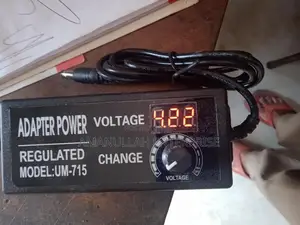 ADAPTER POWER VOLTAGE 4.22
REGULATED CHANGE
MODEL:UM-715
VOLTAGE